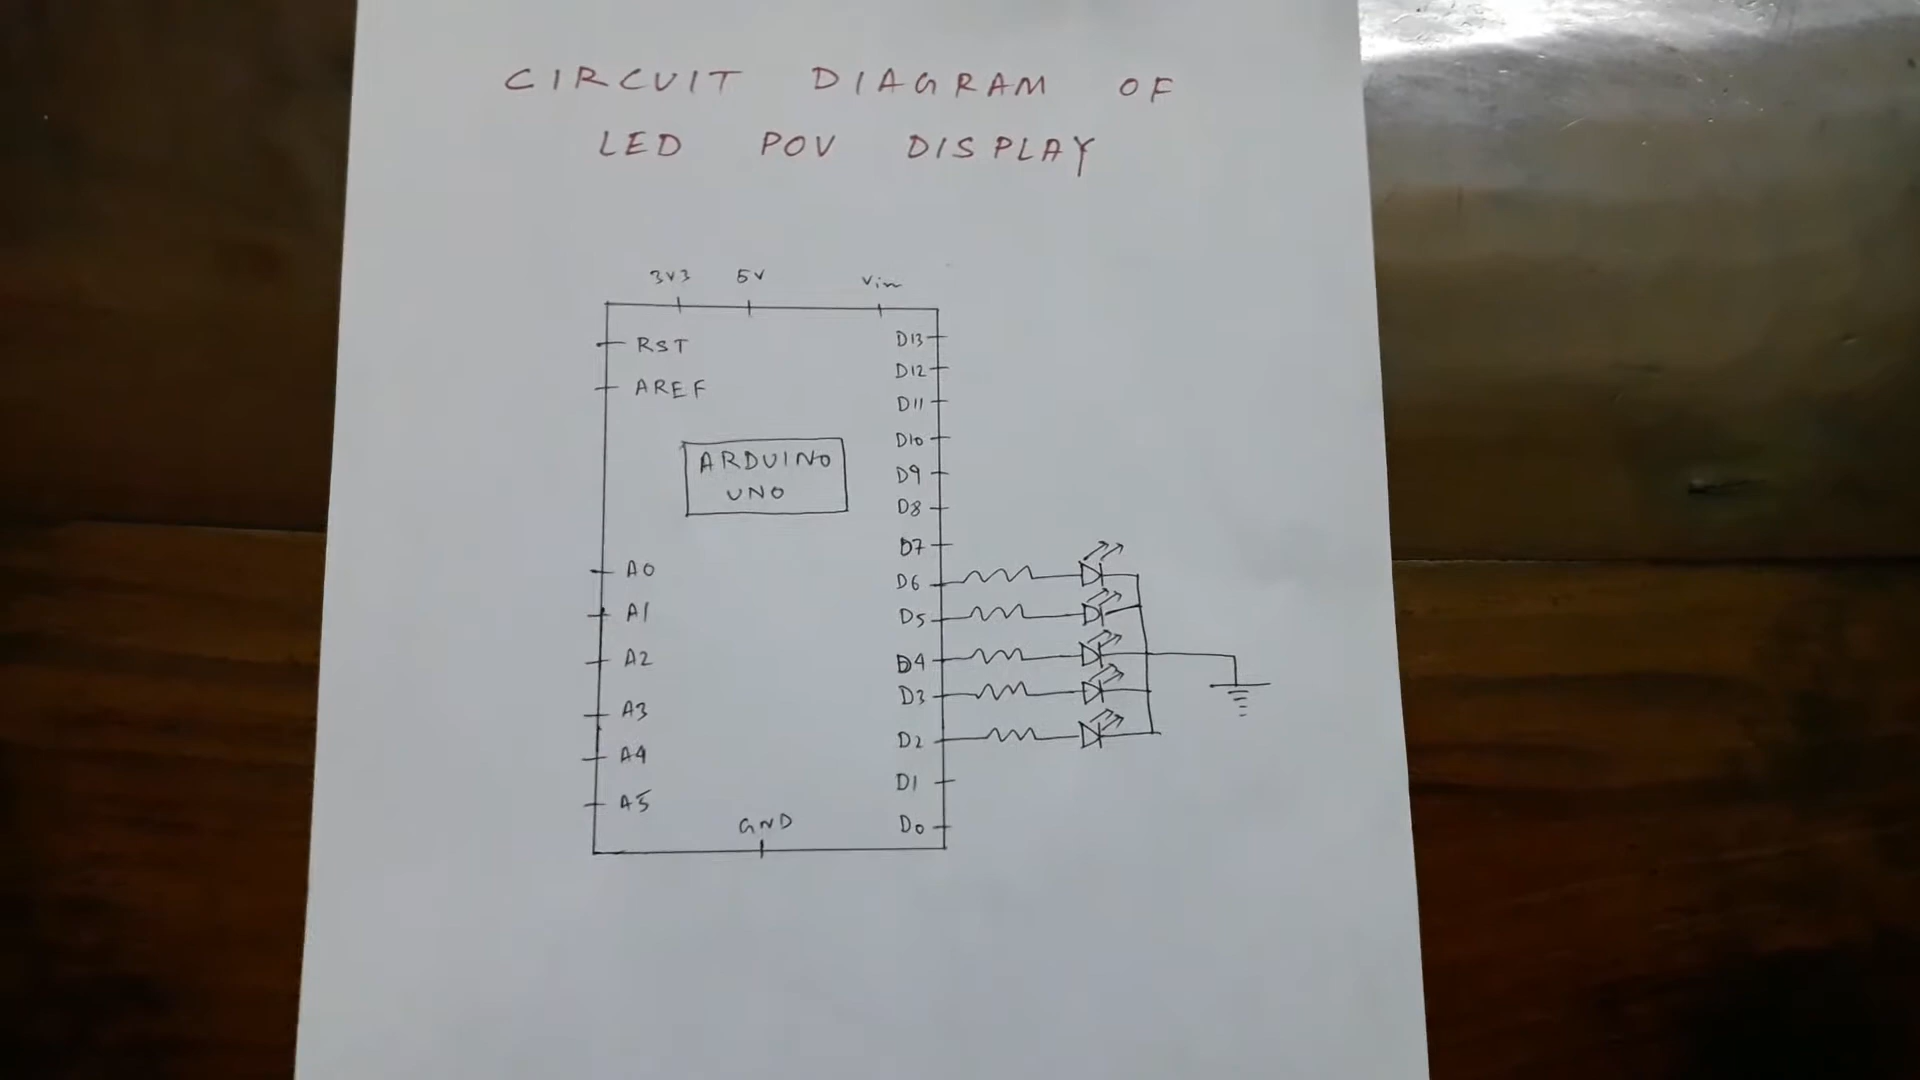 CIRCUIT DIAGRAM OF
LED POV DISPLAY
3V3 5V Vin
RST
AREF
ARDUINO
UNO
A0
A1
A2
A3
A4
A5
GND
D13
D12
D11
D10
D9
D8
D7
D6
D5
D4
D3
D2
D1
D0